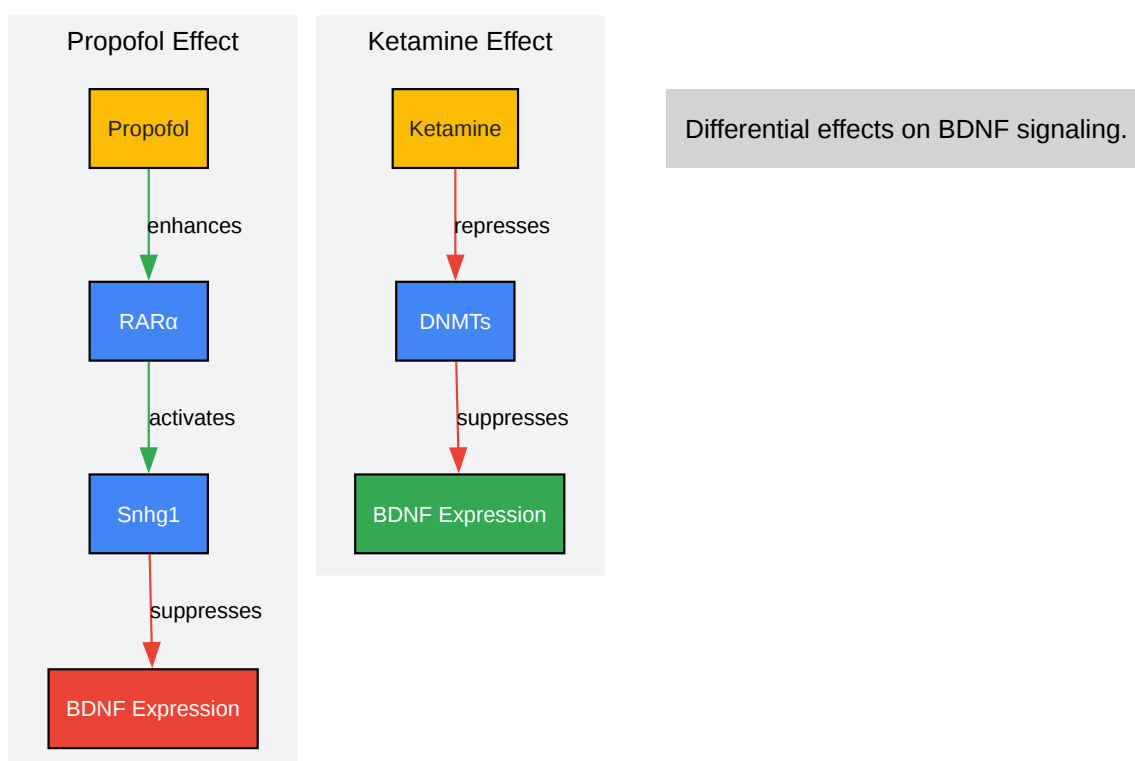 Propofol Effect
Propofol
enhances
RARα
activates
Snhg1
suppresses
BDNF Expression
Ketamine Effect
Ketamine
represses
DNMTs
suppresses
BDNF Expression
Differential effects on BDNF signaling.